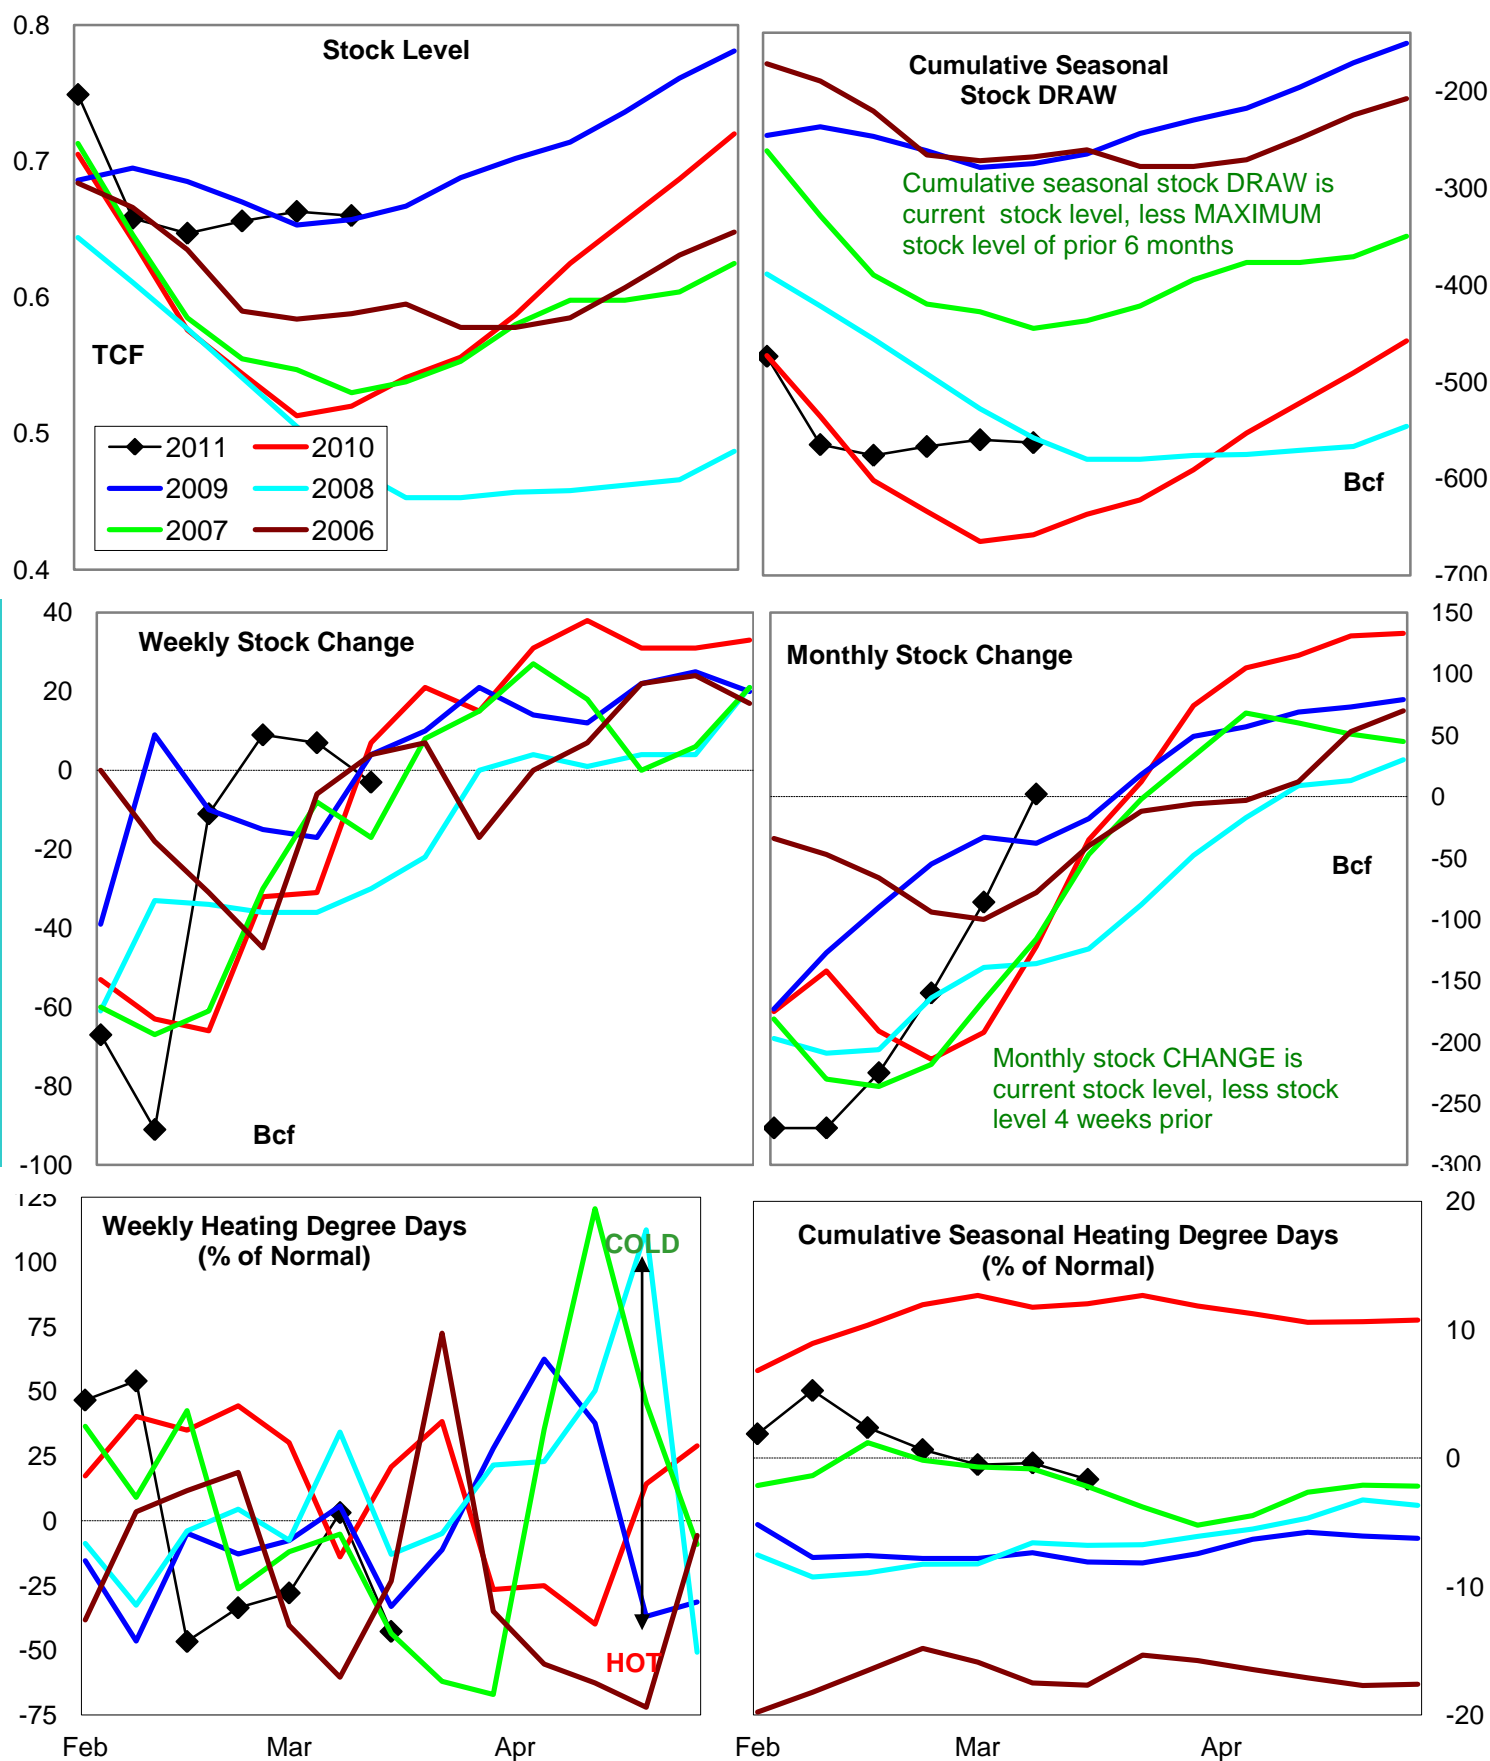 Stock Level
0.8
0.7
0.6
0.5
0.4
TCF
2011
2010
2009
2008
2007
2006
Cumulative Seasonal
Stock DRAW
Cumulative seasonal stock DRAW is
current stock level, less MAXIMUM
stock level of prior 6 months
Bcf
-200
-300
-400
-500
-600
-700
Weekly Stock Change
40
20
0
-20
-40
-60
-80
-100
Bcf
Monthly Stock Change
150
100
50
0
-50
-100
-150
-200
-250
-300
Bcf
Monthly stock CHANGE is
current stock level, less stock
level 4 weeks prior
Weekly Heating Degree Days
(% of Normal)
125
100
75
50
25
0
-25
-50
-75
COLD
HOT
Feb
Mar
Apr
Cumulative Seasonal Heating Degree Days
(% of Normal)
20
10
0
-10
-20
Feb
Mar
Apr